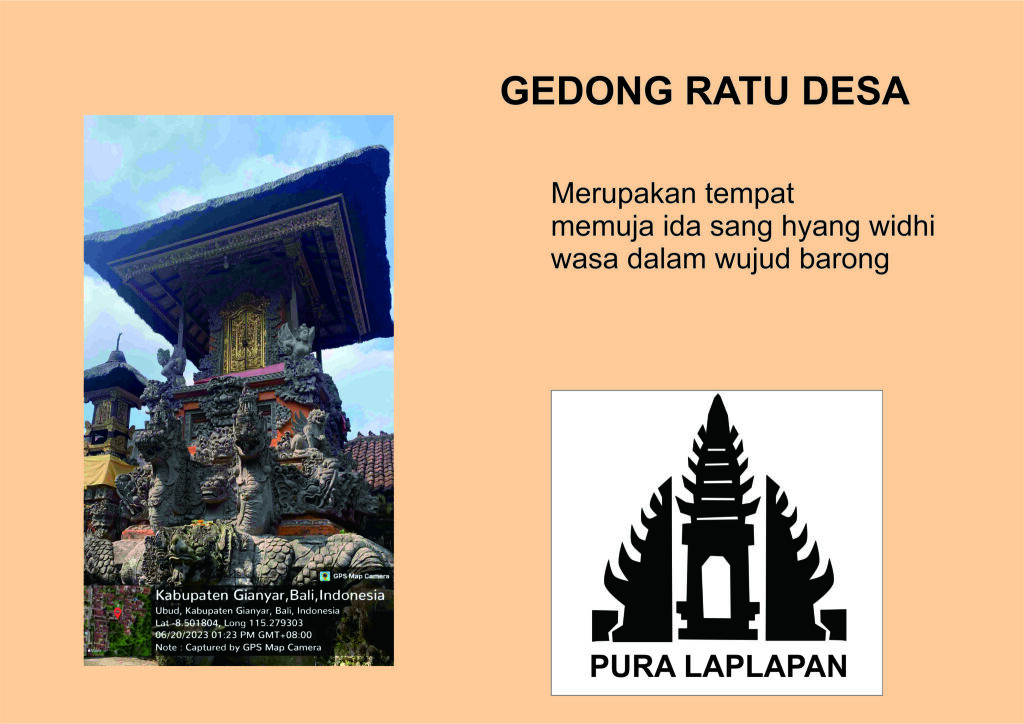 GEDONG RATU DESA
Merupakan tempat
memuja ida sang hyang widhi
wasa dalam wujud barong
GPS Map Camera
Kabupaten Gianyar,Bali,Indonesia
Ubud, Kabupaten Gianyar, Bali, Indonesia
Lat -8.501804, Long 115.279303
06/20/2023 01:23 PM GMT+08:00
Note : Captured by GPS Map Camera
PURA LAPLAPAN